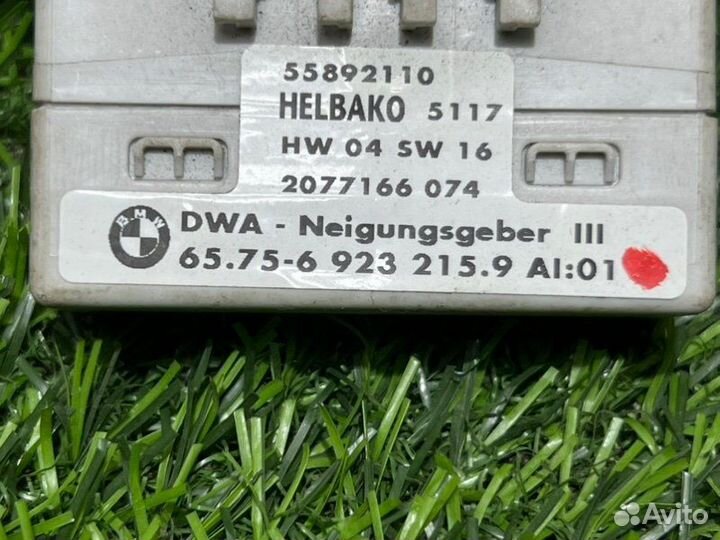 55892110
HELBAKO 5117
HW 04 SW 16
2077166 074
BMW
DWA - Neigungsgeber III
65.75-6 923 215.9 AI:01
Avito